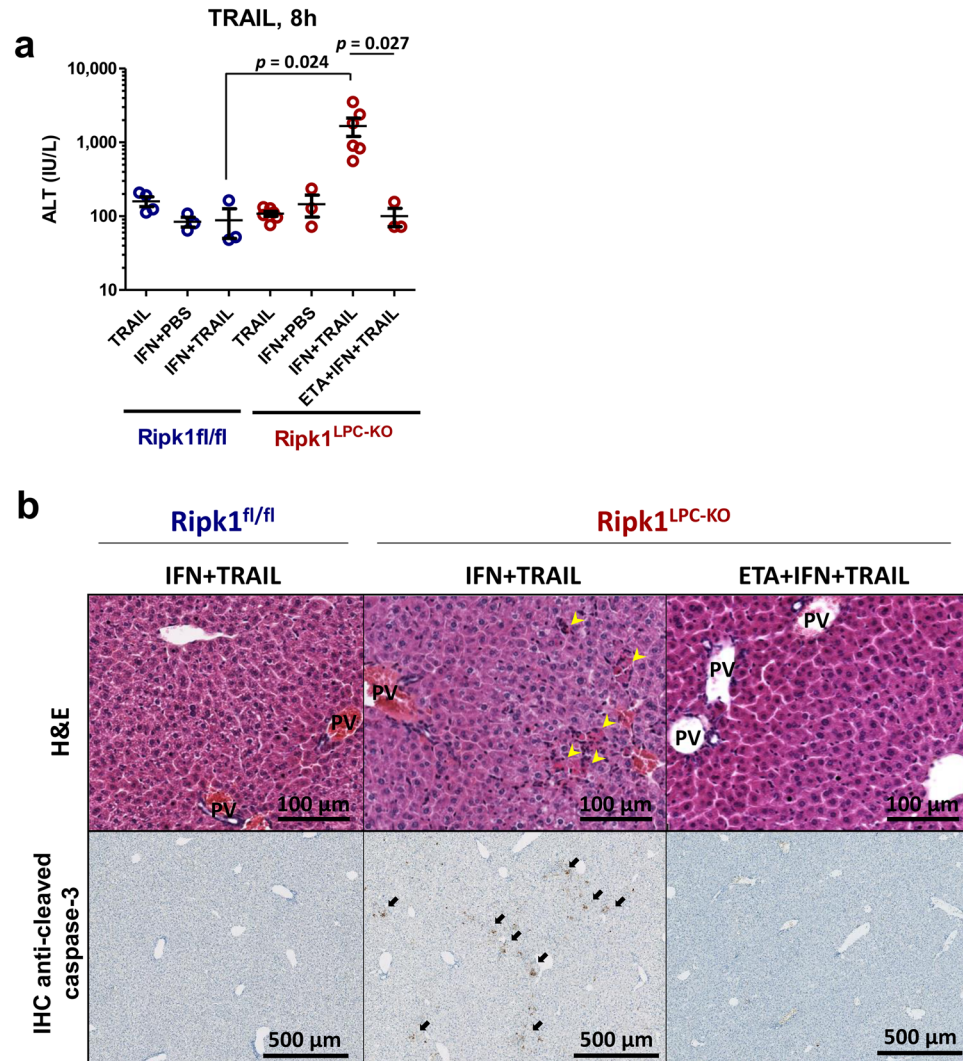 TRAIL, 8h
a
p = 0.027
p = 0.024
10,000
1,000
100
10
ALT (IU/L)
TRAIL
IFN+PBS
IFN+TRAIL
TRAIL
IFN+PBS
IFN+TRAIL
ETA+IFN+TRAIL
Ripk1fl/fl
Ripk1LPC-KO
b
Ripk1fl/fl
Ripk1LPC-KO
IFN+TRAIL
IFN+TRAIL
ETA+IFN+TRAIL
H&E
PV
PV
100 µm
PV
100 µm
PV
PV
PV
100 µm
IHC anti-cleaved
caspase-3
500 µm
500 µm
500 µm